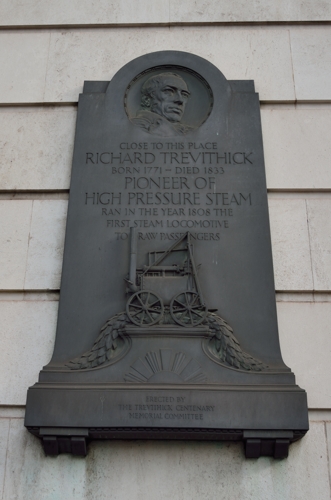 CLOSE TO THIS PLACE
RICHARD TREVITHICK
BORN 1771 – DIED 1833
PIONEER OF
HIGH PRESSURE STEAM
RAN IN THE YEAR 1808 THE
FIRST STEAM LOCOMOTIVE
TO DRAW PASSENGERS
ERECTED BY
THE TREVITHICK CENTENARY
MEMORIAL COMMITTEE